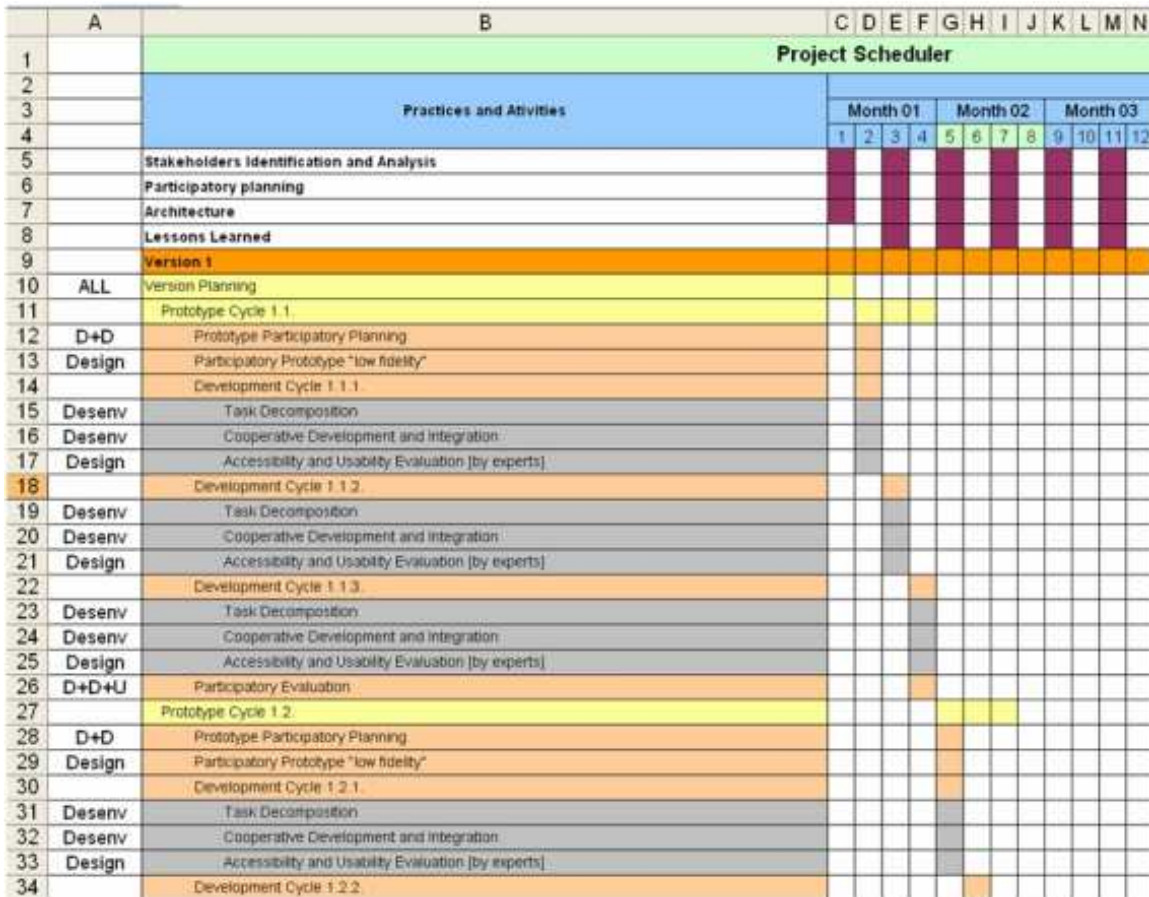 A B C D E F G H I J K L M N
1 Project Scheduler
2
3 Practices and Ativities Month 01 Month 02 Month 03
4 1 2 3 4 5 6 7 8 9 10 11 12
5 Stakeholders Identification and Analysis
6 Participatory planning
7 Architecture
8 Lessons Learned
9 Version 1
10 ALL Version Planning
11 Prototype Cycle 1.1.
12 D+D Prototype Participatory Planning
13 Design Participatory Prototype "low fidelity"
14 Development Cycle 1.1.1.
15 Desenv Task Decomposition
16 Desenv Cooperative Development and Integration
17 Design Accessibility and Usability Evaluation [by experts]
18 Development Cycle 1.1.2.
19 Desenv Task Decomposition
20 Desenv Cooperative Development and Integration
21 Design Accessibility and Usability Evaluation [by experts]
22 Development Cycle 1.1.3.
23 Desenv Task Decomposition
24 Desenv Cooperative Development and Integration
25 Design Accessibility and Usability Evaluation [by experts]
26 D+D+U Participatory Evaluation
27 Prototype Cycle 1.2.
28 D+D Prototype Participatory Planning
29 Design Participatory Prototype "low fidelity"
30 Development Cycle 1.2.1.
31 Desenv Task Decomposition
32 Desenv Cooperative Development and Integration
33 Design Accessibility and Usability Evaluation [by experts]
34 Development Cycle 1.2.2.